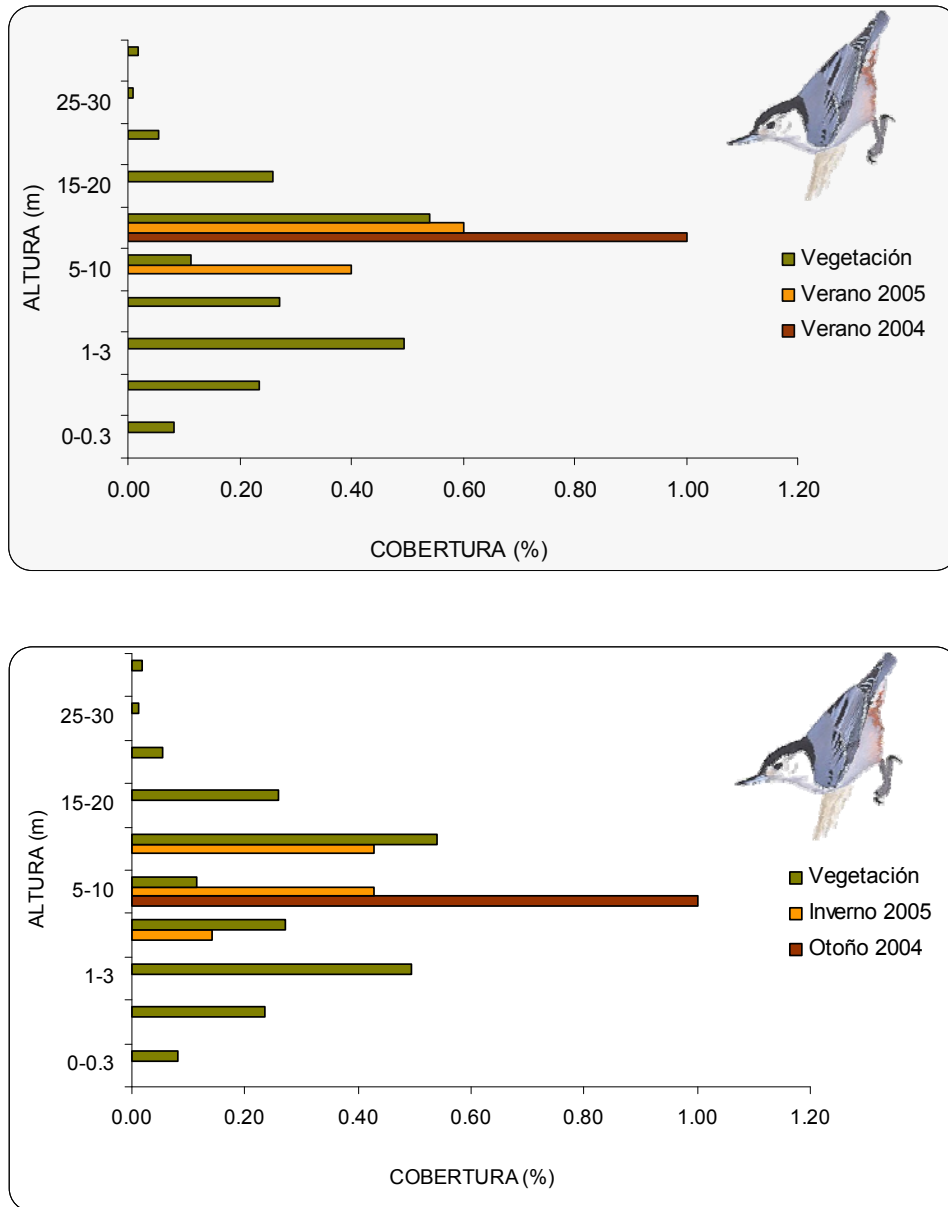 25-30
15-20
5-10
1-3
0-0.3
ALTURA (m)
0.00 0.20 0.40 0.60 0.80 1.00 1.20
COBERTURA (%)
Vegetación
Verano 2005
Verano 2004
25-30
15-20
5-10
1-3
0-0.3
ALTURA (m)
0.00 0.20 0.40 0.60 0.80 1.00 1.20
COBERTURA (%)
Vegetación
Inverno 2005
Otoño 2004